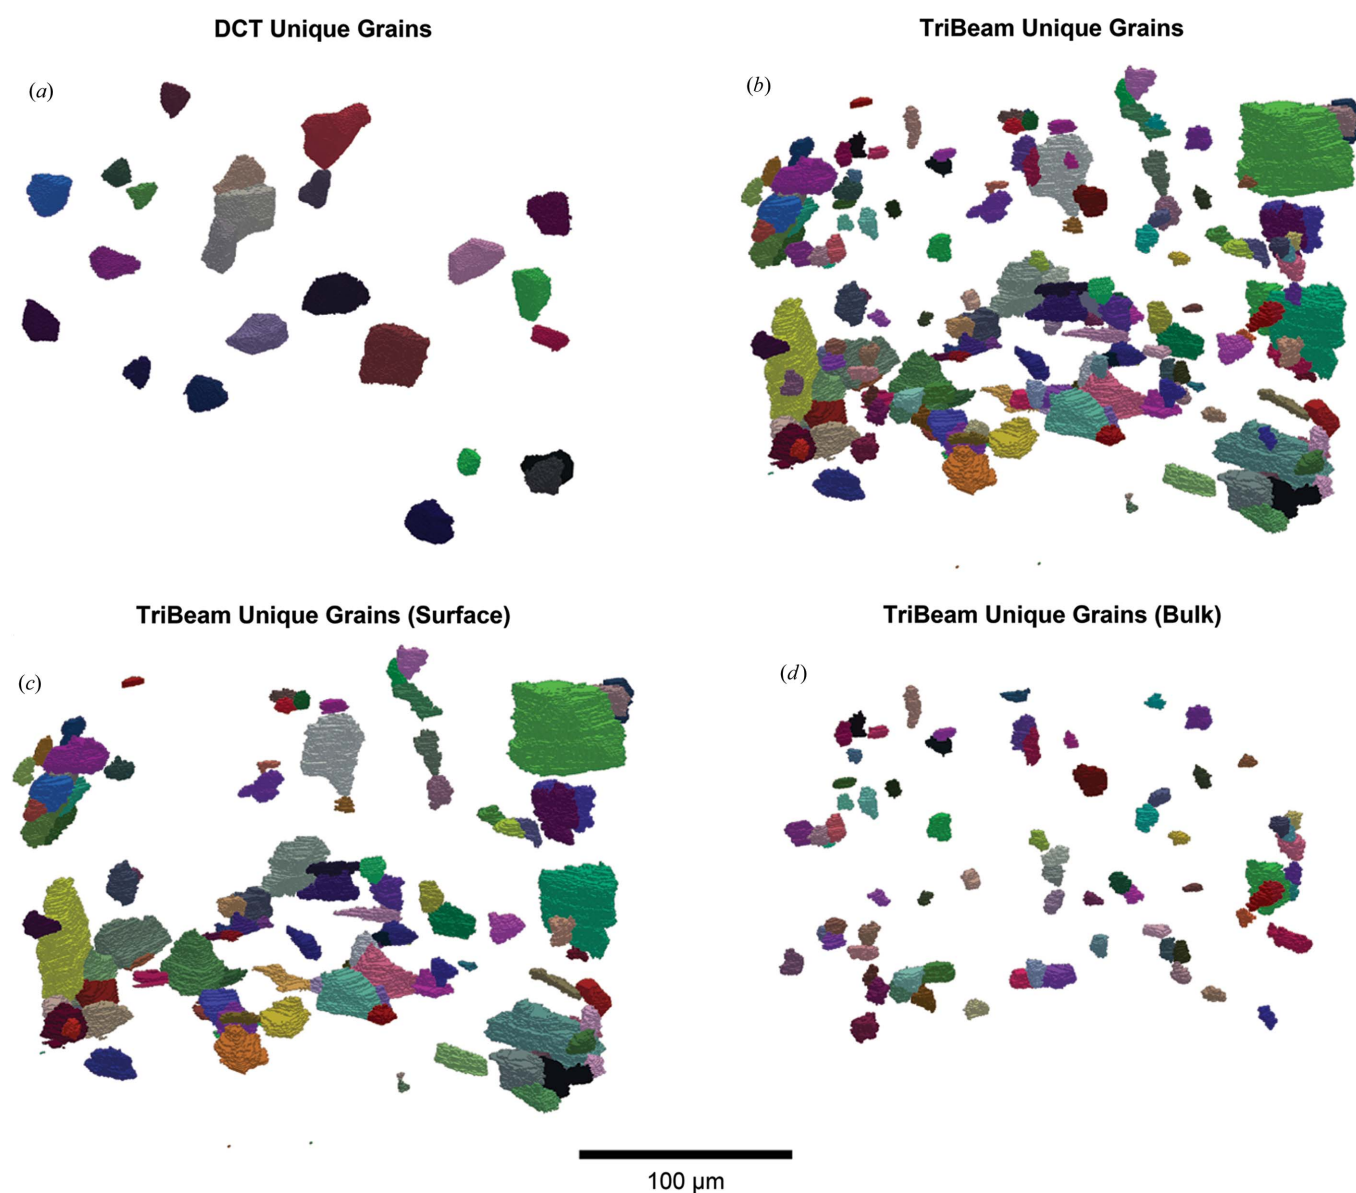 DCT Unique Grains
TriBeam Unique Grains
(a)
(b)
TriBeam Unique Grains (Surface)
TriBeam Unique Grains (Bulk)
(c)
(d)
100 µm